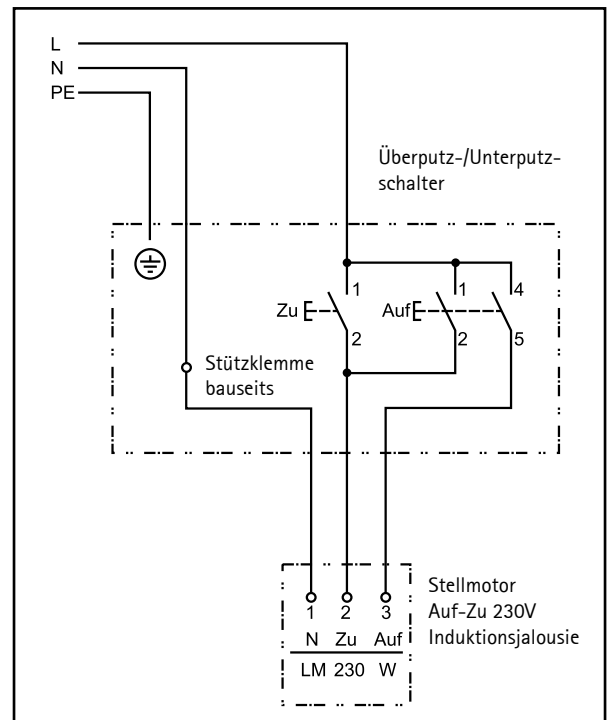 L
N
PE
Überputz-/Unterputz-
schalter
1
1
4
Zu
Auf
2
2
5
Stützklemme
bauseits
Stellmotor
Auf-Zu 230V
Induktionsjalousie
1 2 3
N Zu Auf
LM 230 W